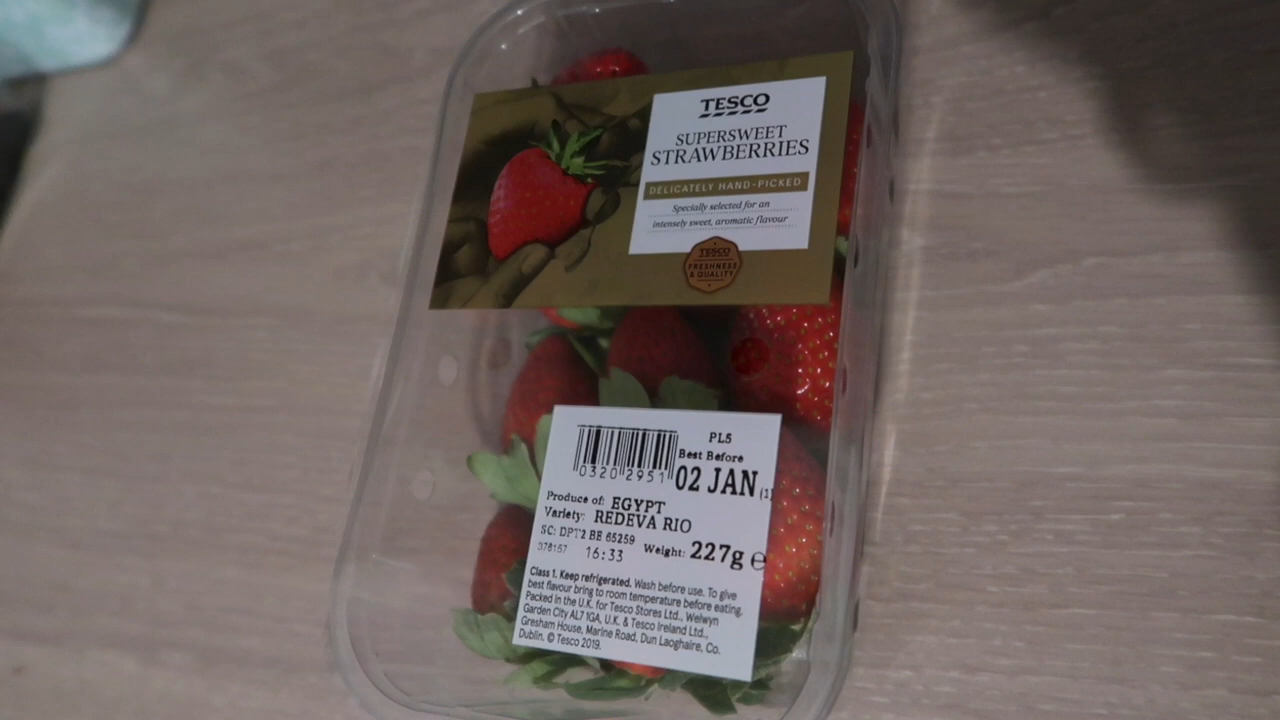 TESCO
SUPERSWEET
STRAWBERRIES
DELICATELY HAND-PICKED
Specially selected for an
intensely sweet, aromatic flavour
TESCO
FRESHNESS
& QUALITY
PL5
Best Before
02 JAN (1)
03202951
Produce of: EGYPT
Variety: REDEVA RIO
SC: DPT2 BE 65259
078157 16:33 Weight: 227g e
Class 1. Keep refrigerated. Wash before use. To give
best flavour bring to room temperature before eating.
Packed in the U.K. for Tesco Stores Ltd., Welwyn
Garden City AL7 1GA, U.K. & Tesco Ireland Ltd.,
Gresham House, Marine Road, Dun Laoghaire, Co.
Dublin. © Tesco 2019.